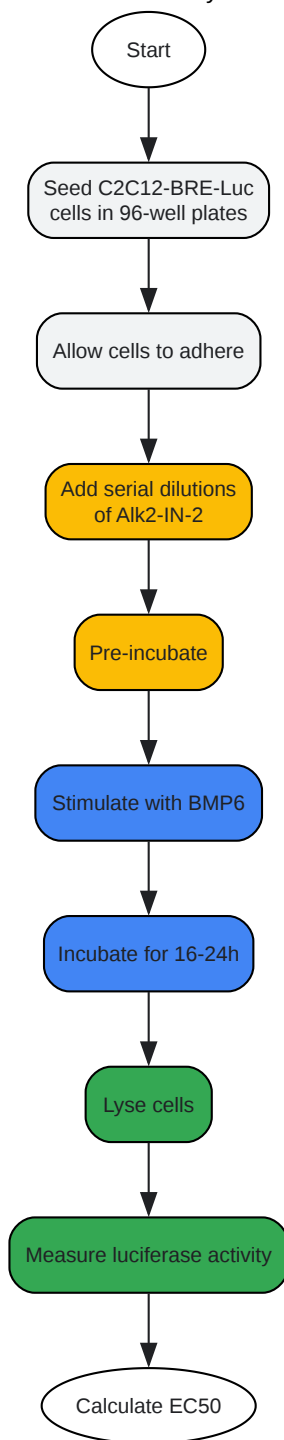 Start
Seed C2C12-BRE-Luc
cells in 96-well plates
Allow cells to adhere
Add serial dilutions
of Alk2-IN-2
Pre-incubate
Stimulate with BMP6
Incubate for 16-24h
Lyse cells
Measure luciferase activity
Calculate EC50